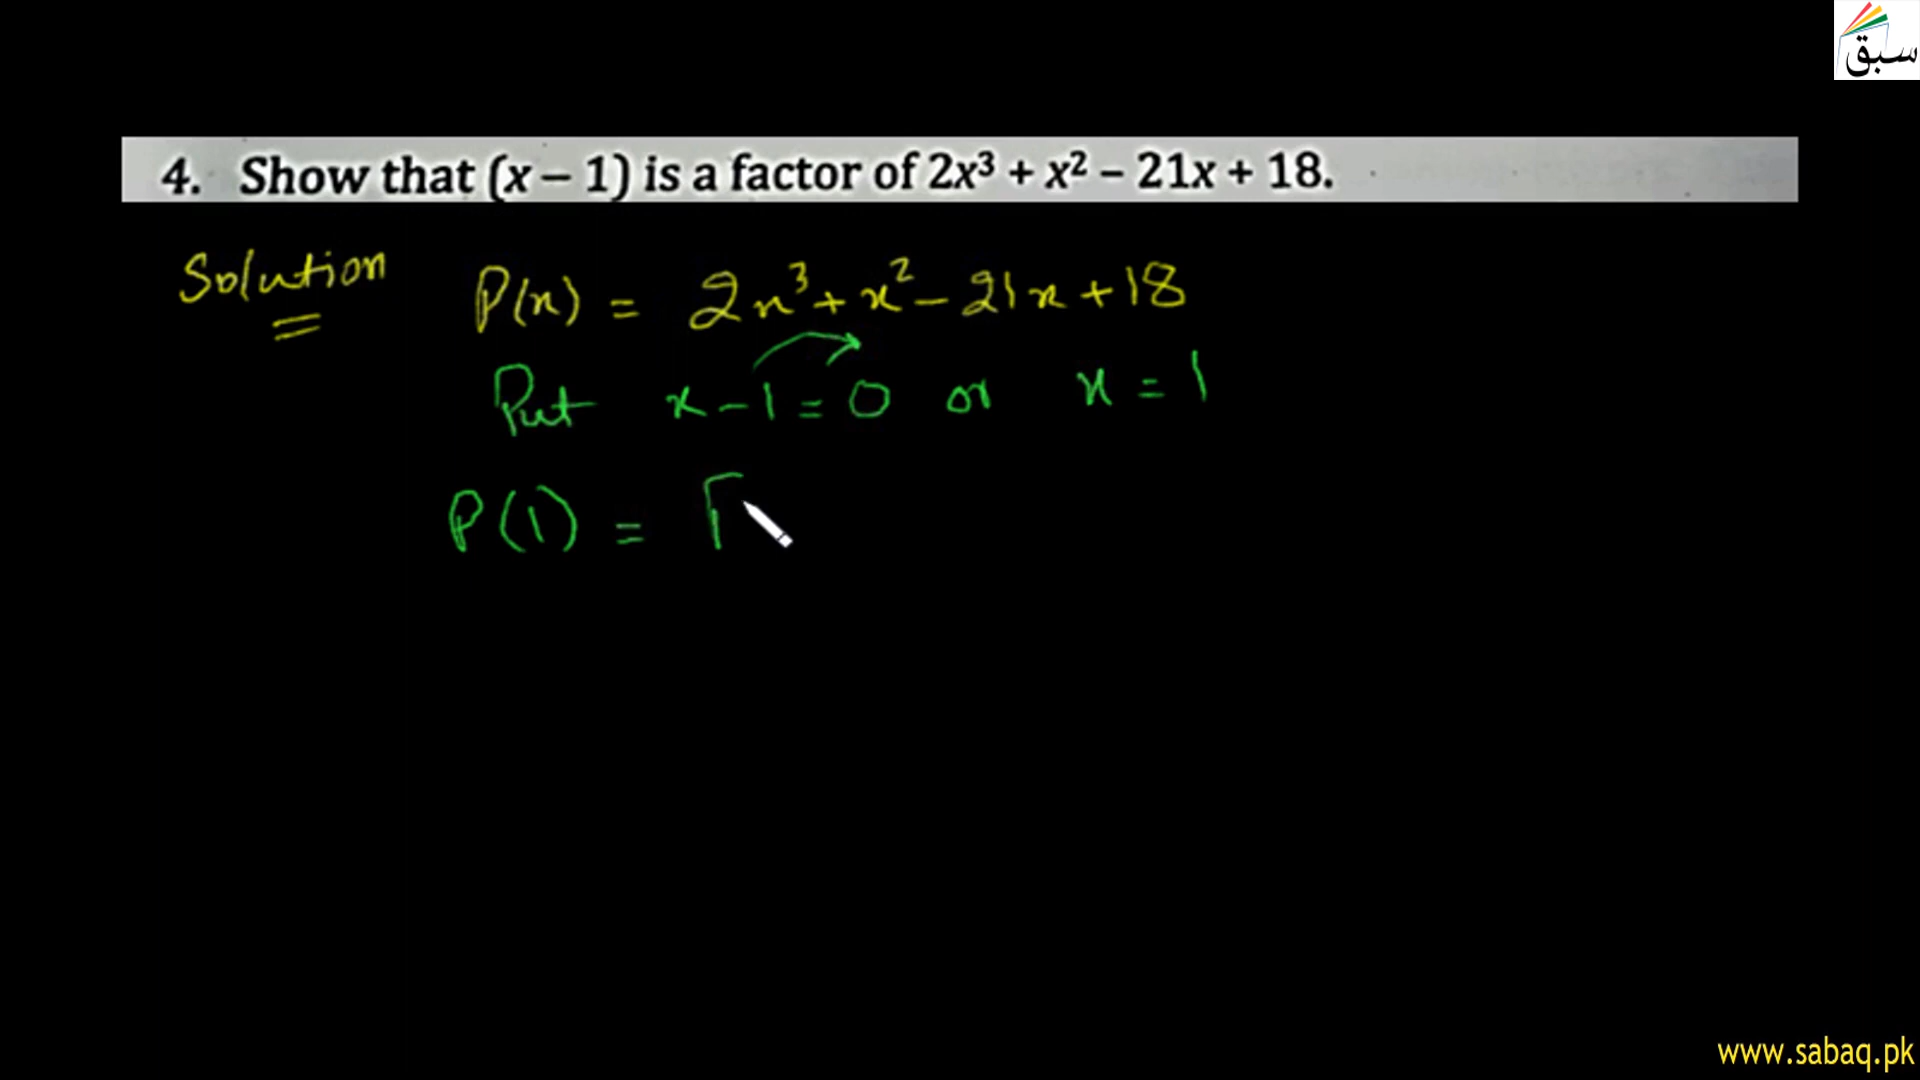 سبق
4. Show that (x – 1) is a factor of 2x³ + x² – 21x + 18.
Solution P(x) = 2x³ + x² - 21x + 18
Put x - 1 = 0 or x = 1
P(1) =
www.sabaq.pk